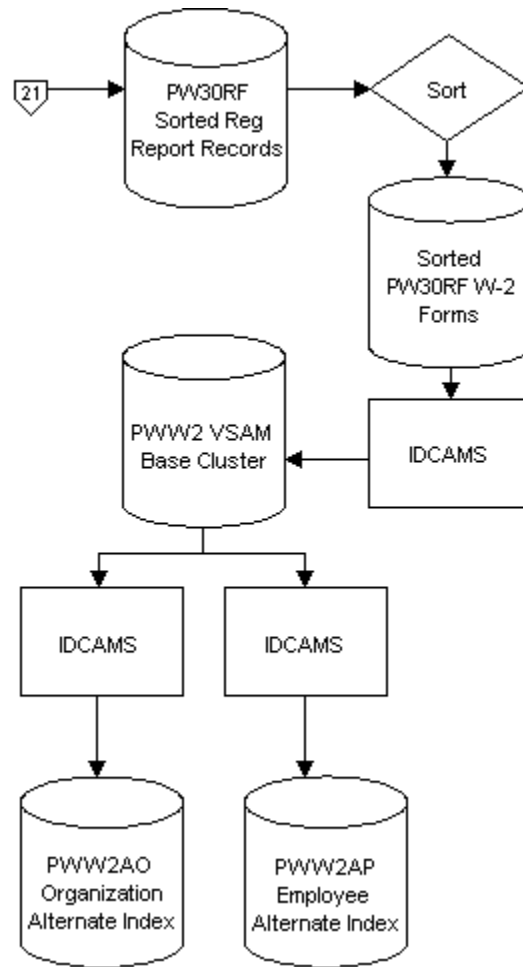 21
PW30RF
Sorted Reg
Report Records
Sort
Sorted
PW30RF W-2
Forms
PWW2 VSAM
Base Cluster
IDCAMS
IDCAMS
IDCAMS
PWW2AO
Organization
Alternate Index
PWW2AP
Employee
Alternate Index